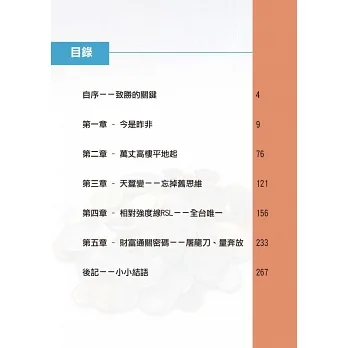 目錄
自序－－致勝的關鍵 4
第一章 - 今是昨非 9
第二章 - 萬丈高樓平地起 76
第三章 - 天蠶變－－忘掉舊思維 121
第四章 - 相對強度線RSL－－全台唯一 156
第五章 - 財富通關密碼－－屠龍刀、量奔放 233
後記－－小小結語 267